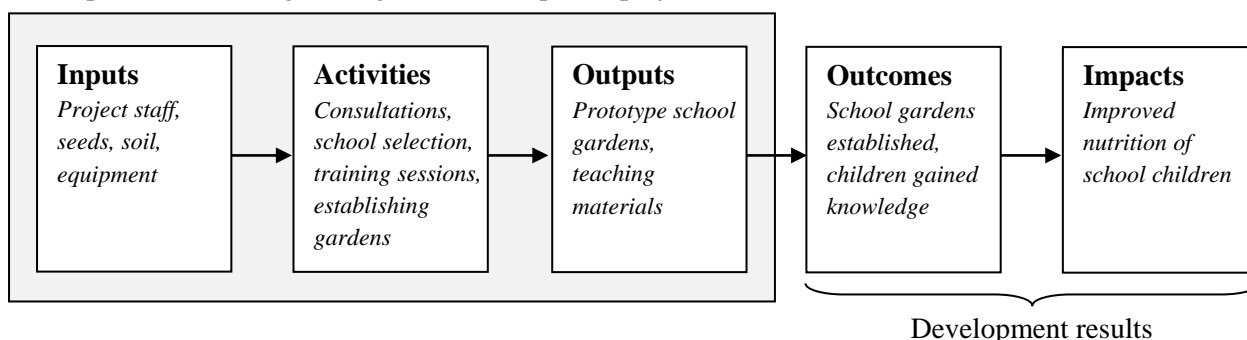 Inputs
Project staff,
seeds, soil,
equipment
Activities
Consultations,
school selection,
training sessions,
establishing
gardens
Outputs
Prototype school
gardens,
teaching
materials
Outcomes
School gardens
established,
children gained
knowledge
Impacts
Improved
nutrition of
school children
Development results